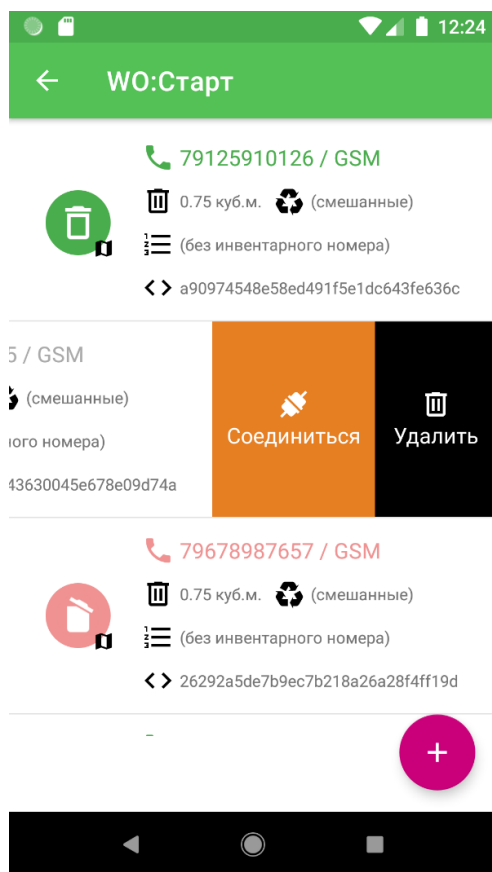 12:24
WO:Старт
79125910126 / GSM
0.75 куб.м. (смешанные)
(без инвентарного номера)
a90974548e58ed491f5e1dc643fe636c
5 / GSM
(смешанные)
ого номера)
43630045e678e09d74a
Соединиться
Удалить
79678987657 / GSM
0.75 куб.м. (смешанные)
(без инвентарного номера)
26292a5de7b9ec7b218a26a28f4ff19d